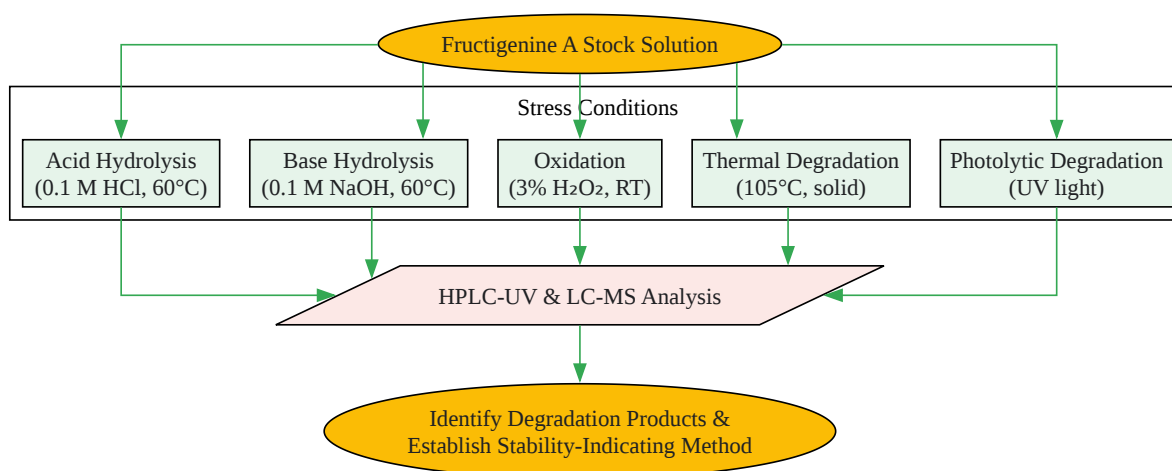 Fructigenine A Stock Solution
Stress Conditions
Acid Hydrolysis
(0.1 M HCl, 60°C)
Base Hydrolysis
(0.1 M NaOH, 60°C)
Oxidation
(3% H₂O₂, RT)
Thermal Degradation
(105°C, solid)
Photolytic Degradation
(UV light)
HPLC-UV & LC-MS Analysis
Identify Degradation Products &
Establish Stability-Indicating Method